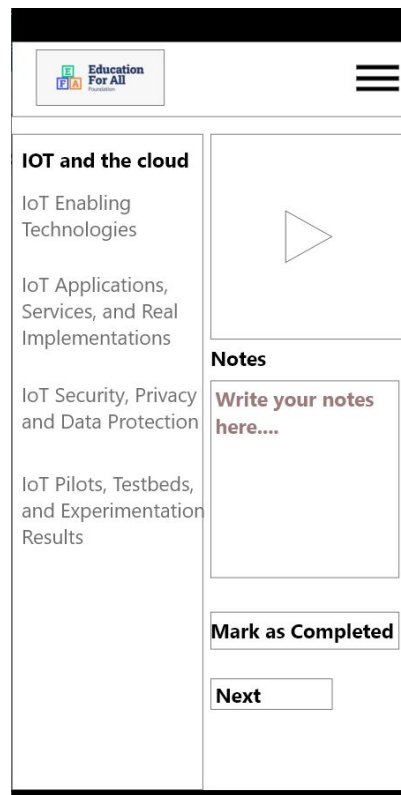 E
F A
Education
For All
Foundation
IOT and the cloud
IoT Enabling
Technologies
IoT Applications,
Services, and Real
Implementations
IoT Security, Privacy
and Data Protection
IoT Pilots, Testbeds,
and Experimentation
Results
Notes
Write your notes
here....
Mark as Completed
Next